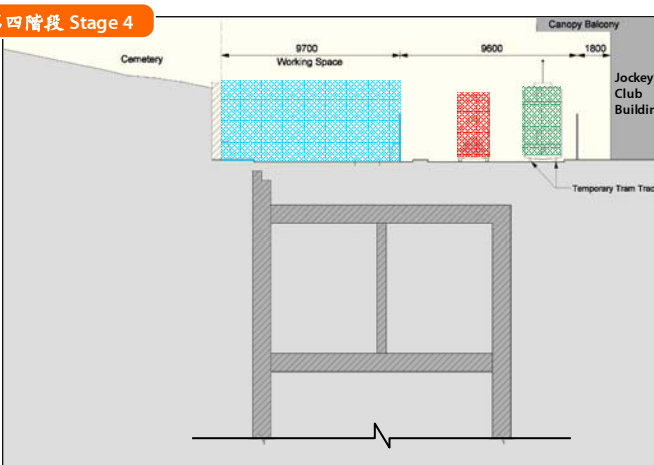 四階段 Stage 4
Canopy Balcony
9700
9600
1800
Cemetery
Working Space
Jockey
Club
Temporary Tram